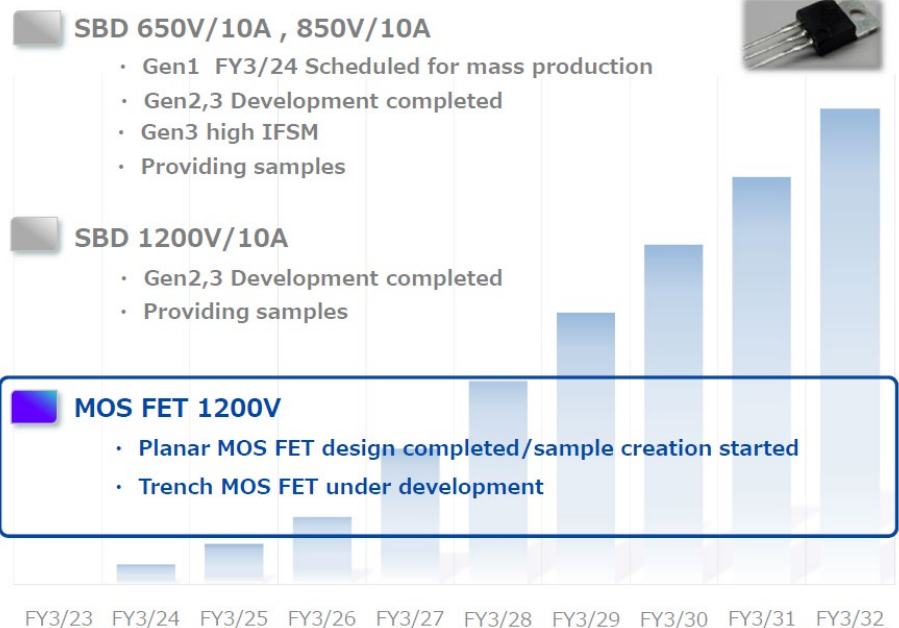 SBD 650V/10A , 850V/10A
・ Gen1 FY3/24 Scheduled for mass production
・ Gen2,3 Development completed
・ Gen3 high IFSM
・ Providing samples
SBD 1200V/10A
・ Gen2,3 Development completed
・ Providing samples
MOS FET 1200V
・ Planar MOS FET design completed/sample creation started
・ Trench MOS FET under development
FY3/23 FY3/24 FY3/25 FY3/26 FY3/27 FY3/28 FY3/29 FY3/30 FY3/31 FY3/32